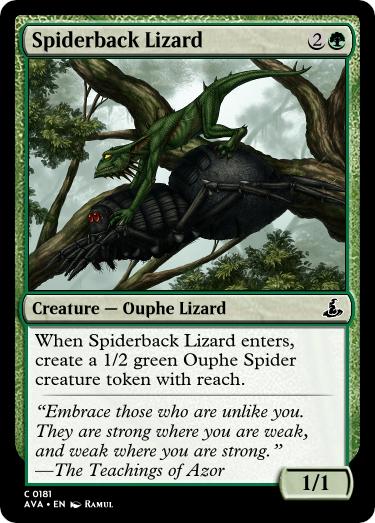 Spiderback Lizard 2
Creature — Ouphe Lizard
When Spiderback Lizard enters,
create a 1/2 green Ouphe Spider
creature token with reach.
“Embrace those who are unlike you.
They are strong where you are weak,
and weak where you are strong.”
—The Teachings of Azor
1/1
C 0181
AVA • EN Ramul